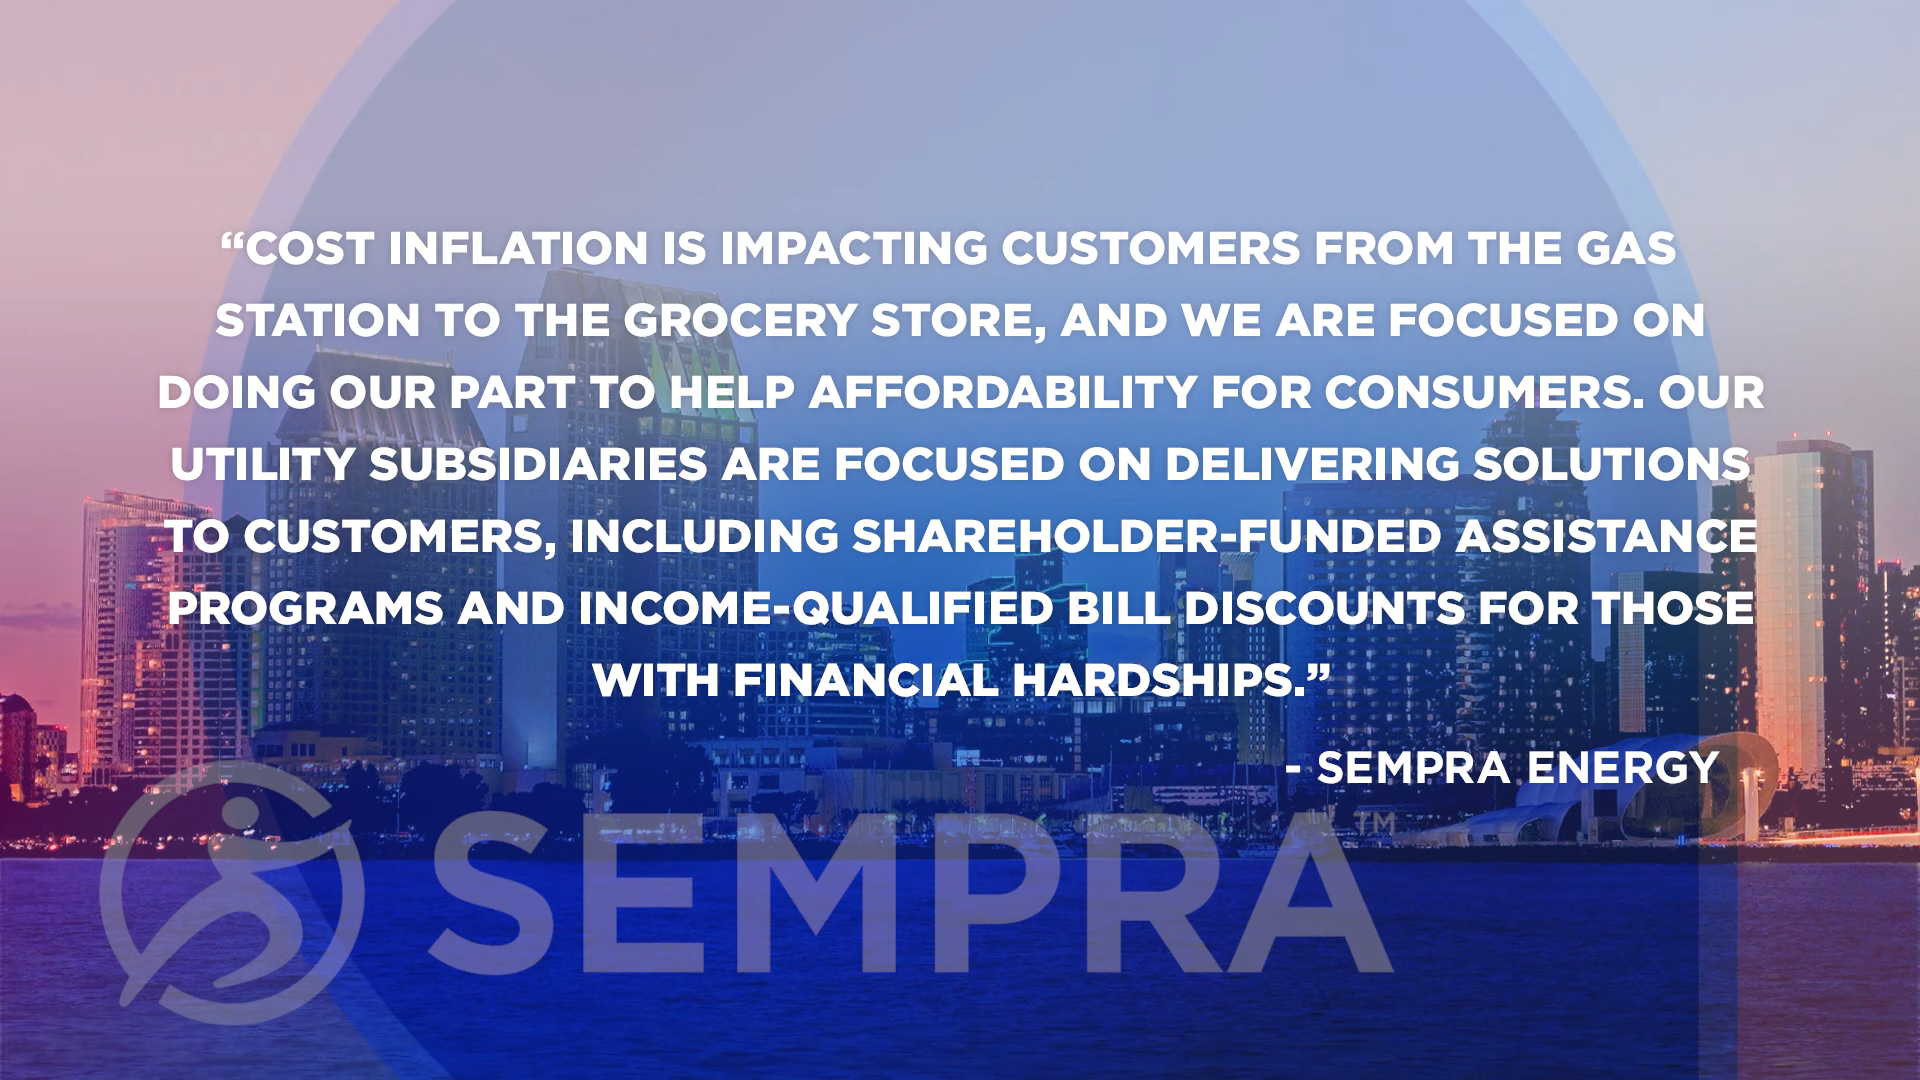 “COST INFLATION IS IMPACTING CUSTOMERS FROM THE GAS
STATION TO THE GROCERY STORE, AND WE ARE FOCUSED ON
DOING OUR PART TO HELP AFFORDABILITY FOR CONSUMERS. OUR
UTILITY SUBSIDIARIES ARE FOCUSED ON DELIVERING SOLUTIONS
TO CUSTOMERS, INCLUDING SHAREHOLDER-FUNDED ASSISTANCE
PROGRAMS AND INCOME-QUALIFIED BILL DISCOUNTS FOR THOSE
WITH FINANCIAL HARDSHIPS.”
- SEMPRA ENERGY
SEMPRA™